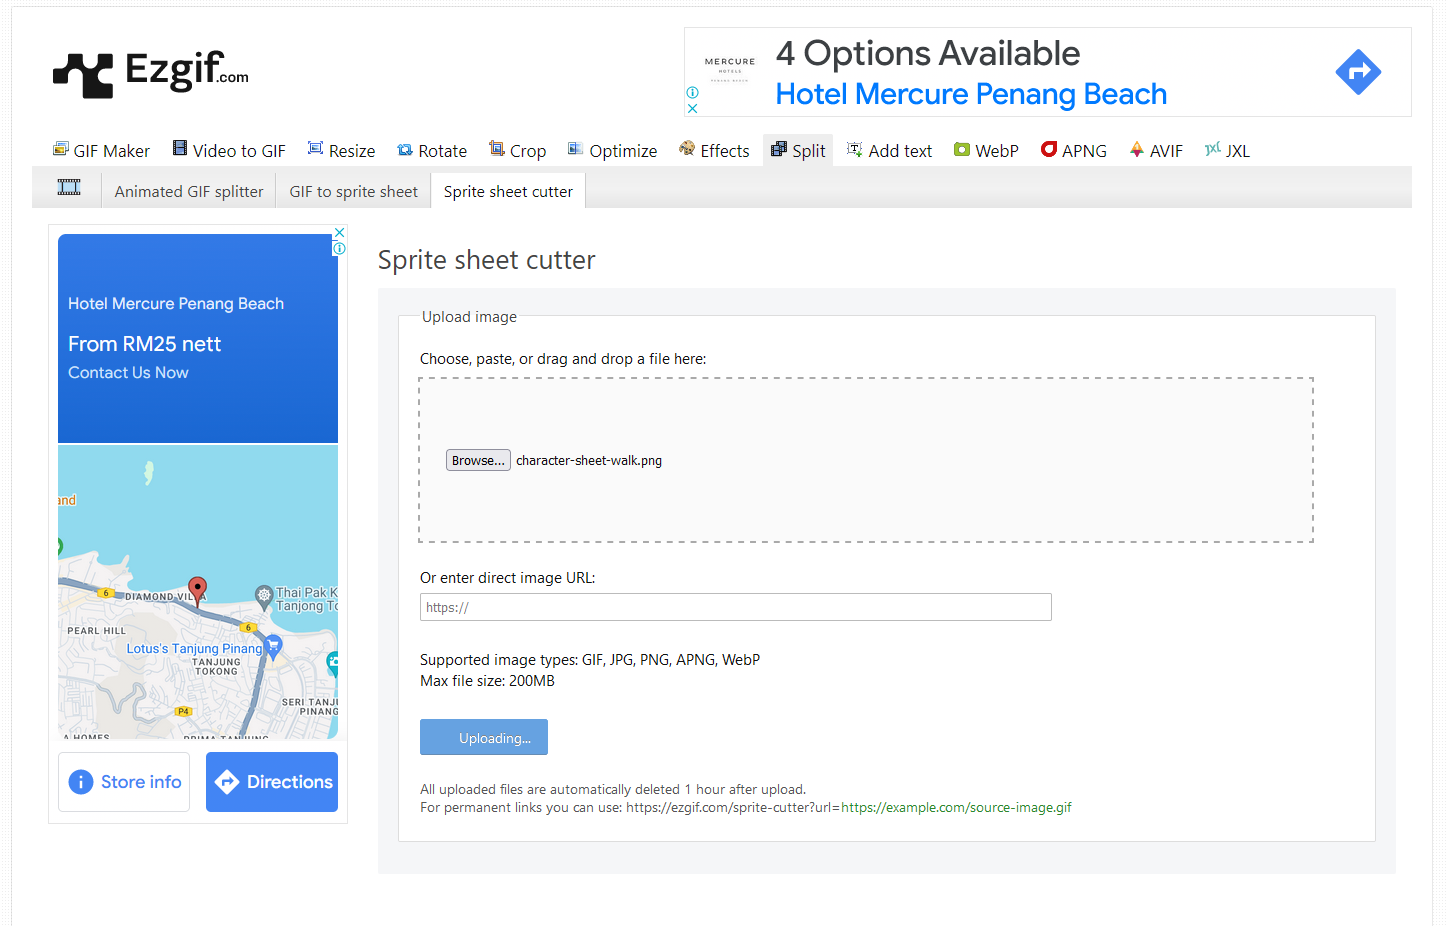 Ezgif.com
MERCURE
HOTELS
PENANG BEACH
4 Options Available
Hotel Mercure Penang Beach
GIF Maker
Video to GIF
Resize
Rotate
Crop
Optimize
Effects
Split
Add text
WebP
APNG
AVIF
JXL
Animated GIF splitter
GIF to sprite sheet
Sprite sheet cutter
Hotel Mercure Penang Beach
From RM25 nett
Contact Us Now
and
6
DIAMOND VILLA
Thai Pak K
Tanjong To
PEARL HILL
6
Lotus's Tanjung Pinang
TANJUNG
TOKONG
SERI TANJU
PINANG
P4
A HOMES
PRIMA TANJUNG
Store info
Directions
Sprite sheet cutter
Upload image
Choose, paste, or drag and drop a file here:
Browse... character-sheet-walk.png
Or enter direct image URL:
https://
Supported image types: GIF, JPG, PNG, APNG, WebP
Max file size: 200MB
Uploading...
All uploaded files are automatically deleted 1 hour after upload.
For permanent links you can use: https://ezgif.com/sprite-cutter?url=https://example.com/source-image.gif